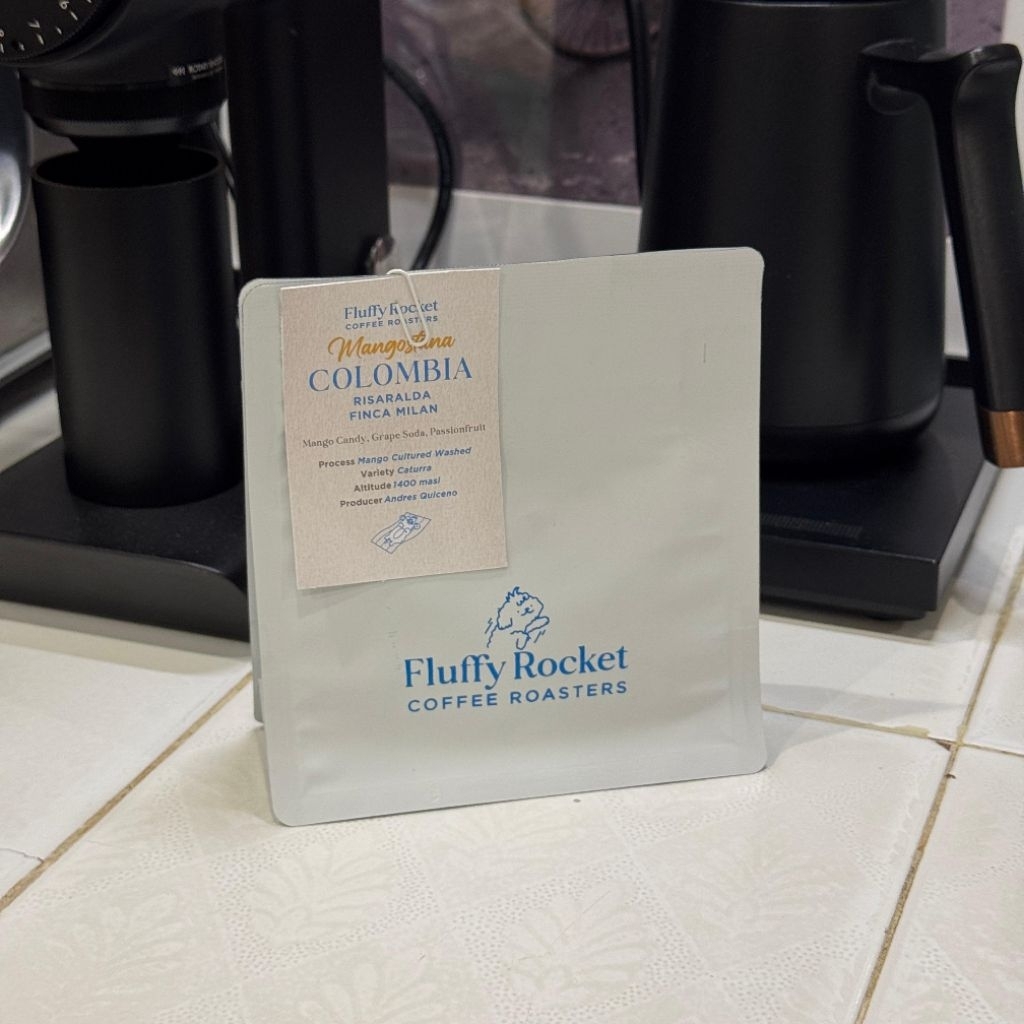 Fluffy Rocket
COFFEE ROASTERS
Mangostana
COLOMBIA
RISARALDA
FINCA MILAN
Mango Candy, Grape Soda, Passionfruit
Process Mango Cultured Washed
Variety Caturra
Altitude 1400 masl
Producer Andres Quiceno
Fluffy Rocket
COFFEE ROASTERS